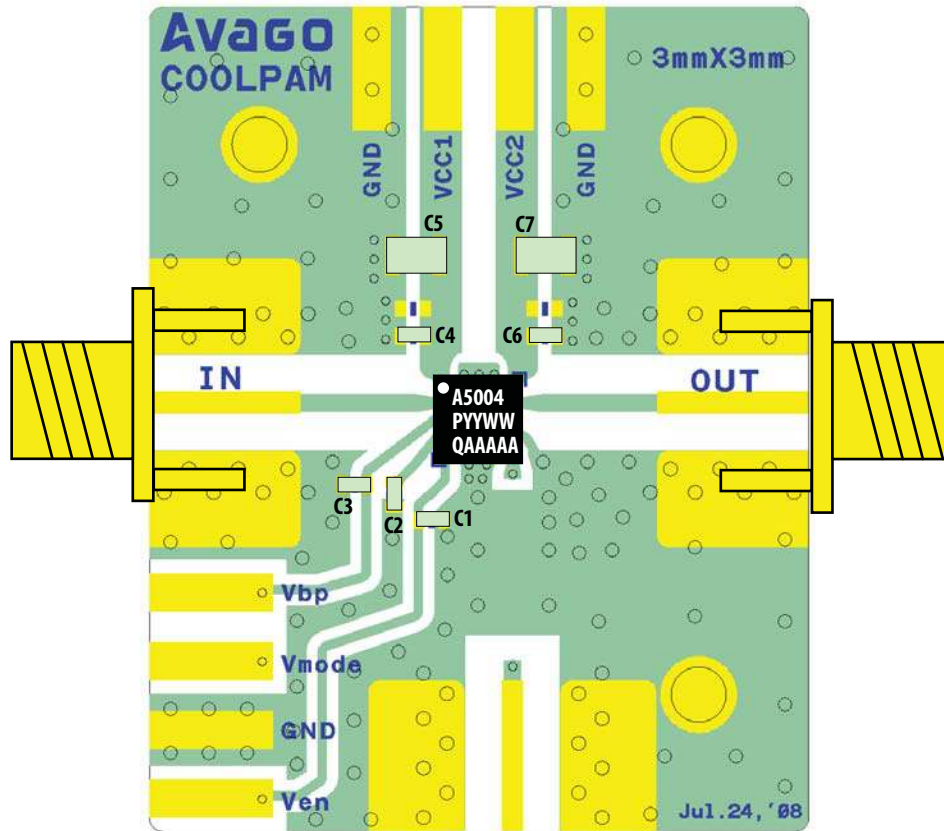 Avago
COOLPAM
3mmX3mm
GND
VCC1
VCC2
GND
C5
C7
C4
C6
IN
OUT
A5004
PYYWW
QAAAAA
C3
C2
C1
Vbp
Vmode
GND
Ven
Jul.24,'08